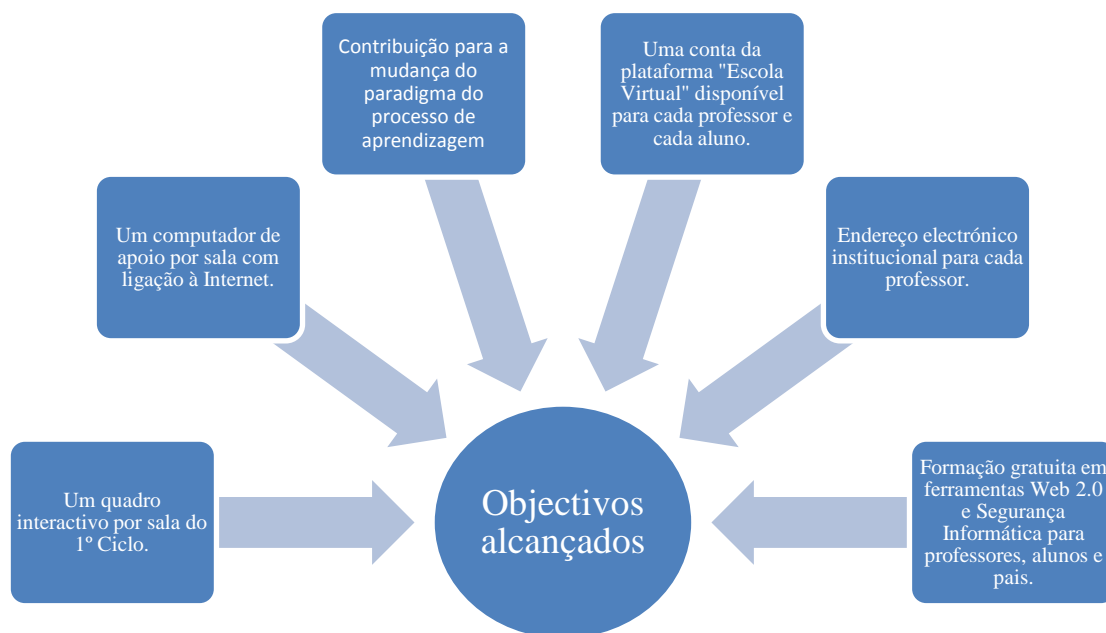 Contribuição para a
mudança do
paradigma do
processo de
aprendizagem
Uma conta da
plataforma "Escola
Virtual" disponível
para cada professor e
cada aluno.
Um computador de
apoio por sala com
ligação à Internet.
Endereço electrónico
institucional para cada
professor.
Um quadro
interactivo por sala do
1º Ciclo.
Objectivos
alcançados
Formação gratuita em
ferramentas Web 2.0
e Segurança
Informática para
professores, alunos e
pais.